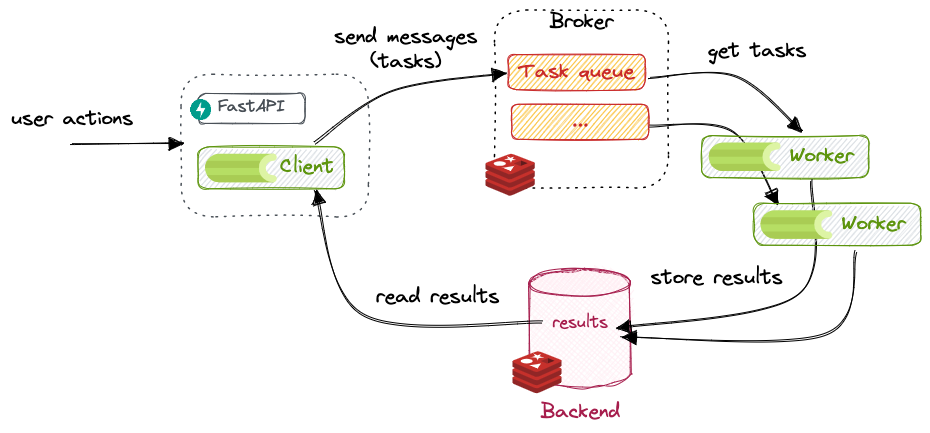 Broker
send messages
(tasks)
get tasks
Task queue
FastAPI
user actions
...
Client
Worker
Worker
store results
read results
results
Backend